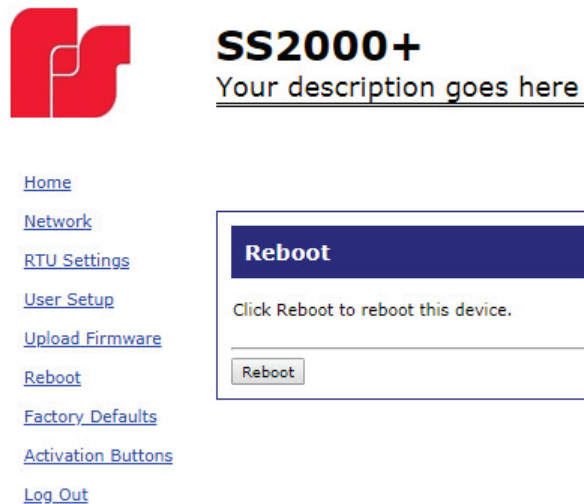 SS2000+
Your description goes here
Home
Network
RTU Settings
User Setup
Upload Firmware
Reboot
Factory Defaults
Activation Buttons
Log Out
Reboot
Click Reboot to reboot this device.
Reboot